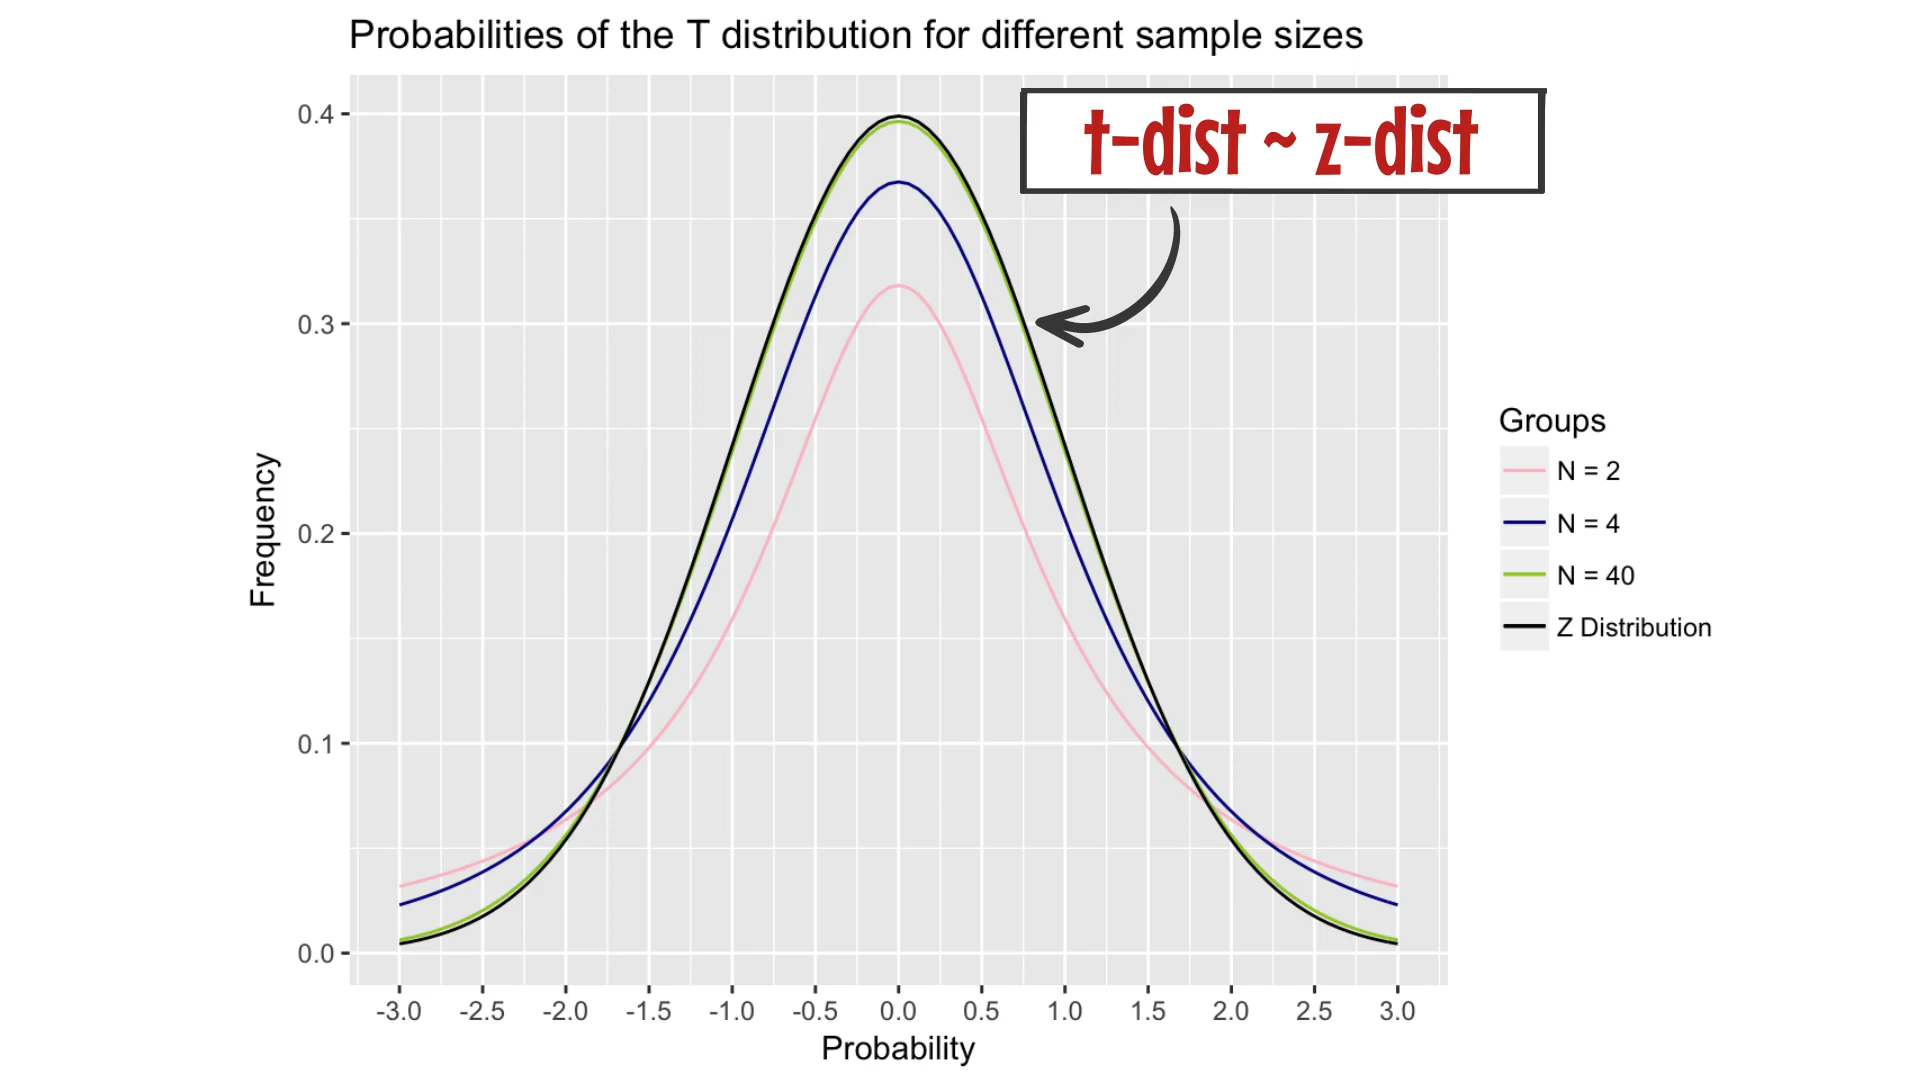 Probabilities of the T distribution for different sample sizes
t-dist ~ z-dist
0.4
0.3
0.2
0.1
0.0
Frequency
-3.0 -2.5 -2.0 -1.5 -1.0 -0.5 0.0 0.5 1.0 1.5 2.0 2.5 3.0
Probability
Groups
N = 2
N = 4
N = 40
Z Distribution